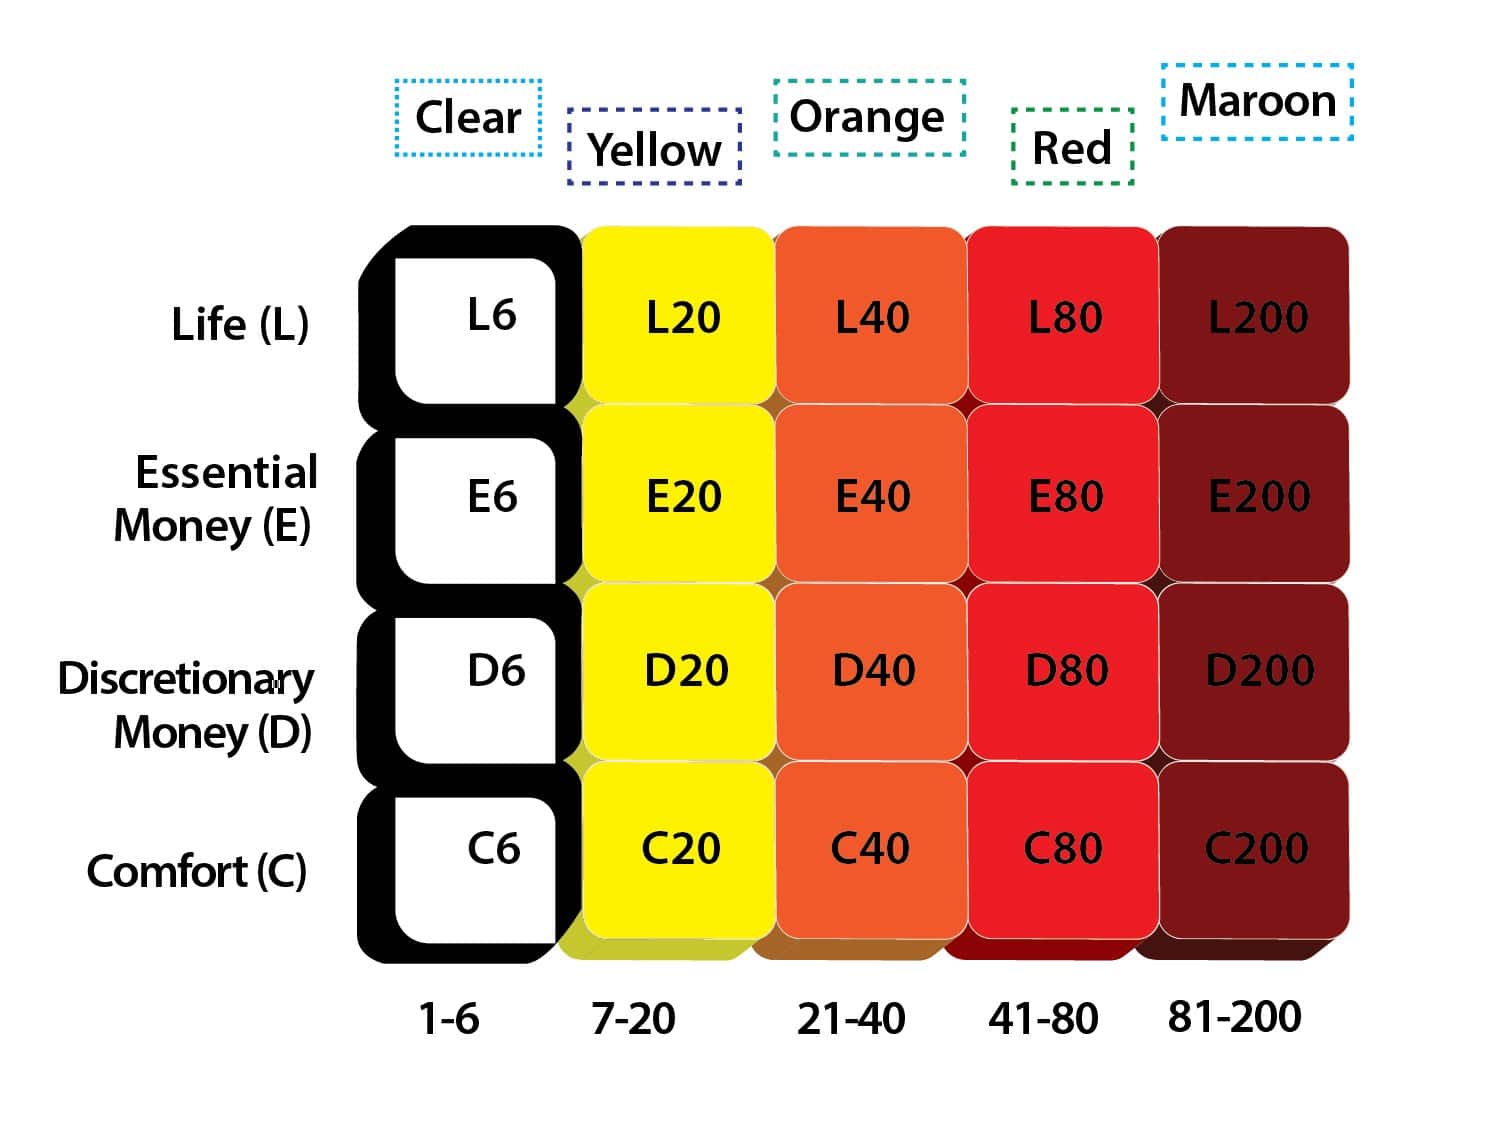 Clear
Yellow
Orange
Red
Maroon
Life (L)
L6
L20
L40
L80
L200
Essential
Money (E)
E6
E20
E40
E80
E200
Discretionary
Money (D)
D6
D20
D40
D80
D200
Comfort (C)
C6
C20
C40
C80
C200
1-6
7-20
21-40
41-80
81-200